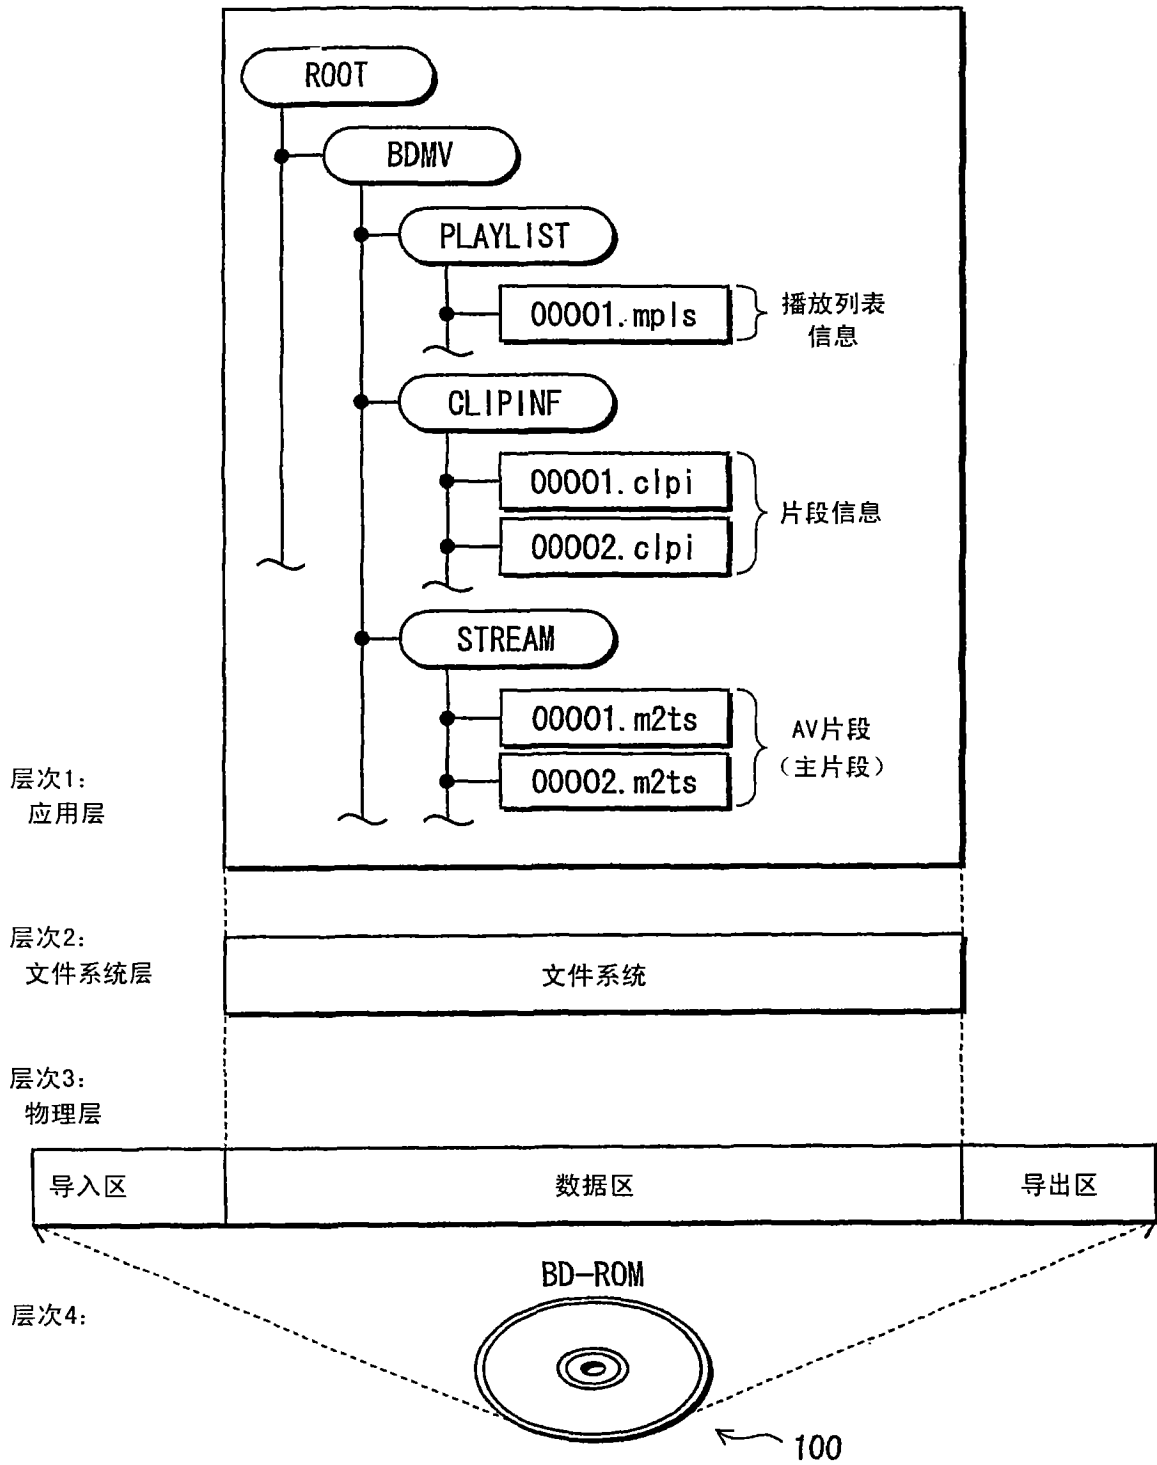 ROOT
BDMV
PLAYLIST
00001.mpls
播放列表
信息
CLIPINF
00001.clpi
00002.clpi
片段信息
STREAM
00001.m2ts
00002.m2ts
AV片段
（主片段）
层次1:
应用层
层次2:
文件系统层
文件系统
层次3:
物理层
导入区
数据区
导出区
BD-ROM
层次4:
100